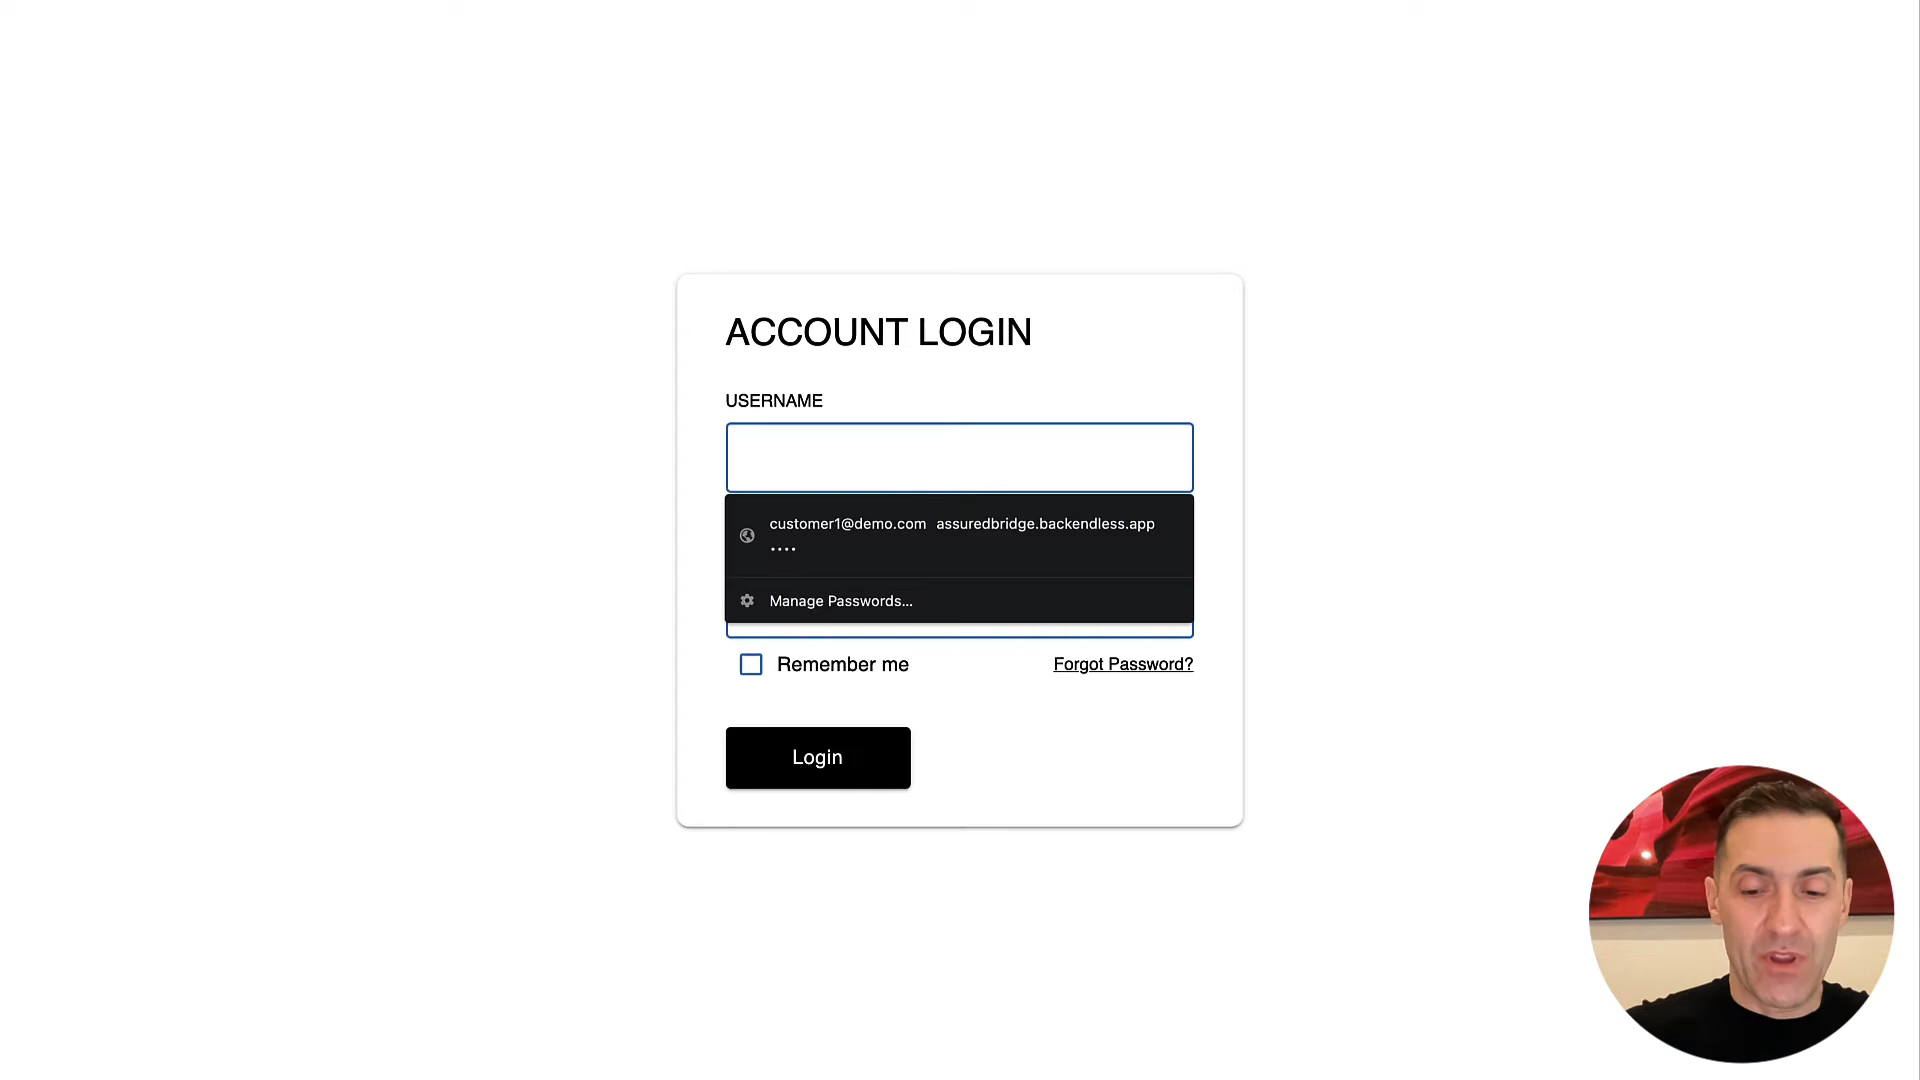 ACCOUNT LOGIN
USERNAME
customer1@demo.com assuredbridge.backendless.app
••••
Manage Passwords...
Remember me
Forgot Password?
Login